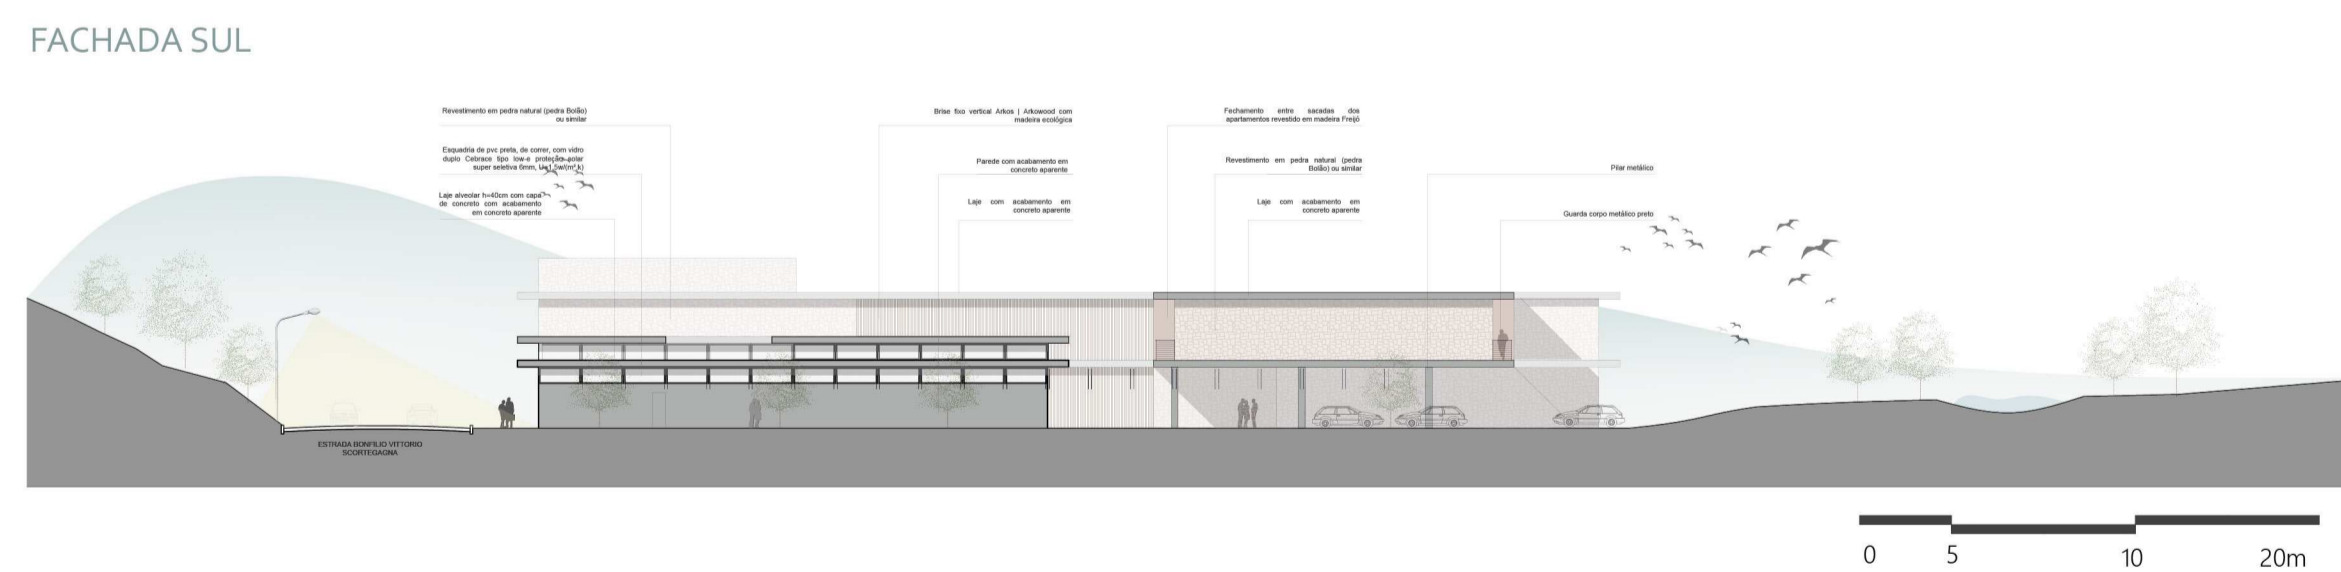 FACHADA SUL
Revestimento em pedra natural (pedra Bolão)
ou similar
Esquadria de pvc preta, de correr, com vidro
duplo Cebrace tipo low-e proteção solar
super seletiva 6mm, U=1,5w/(m².k)
Laje alveolar h=40cm com capa
de concreto com acabamento
em concreto aparente
Brise fixo vertical Arkos | Arkowood com
madeira ecológica
Parede com acabamento em
concreto aparente
Laje com acabamento em
concreto aparente
Fechamento entre sacadas dos
apartamentos revestido em madeira Freijó
Revestimento em pedra natural (pedra
Bolão) ou similar
Laje com acabamento em
concreto aparente
Pilar metálico
Guarda corpo metálico preto
ESTRADA BONFILIO VITTORIO
SCORTEGAGNA
0 5 10 20m